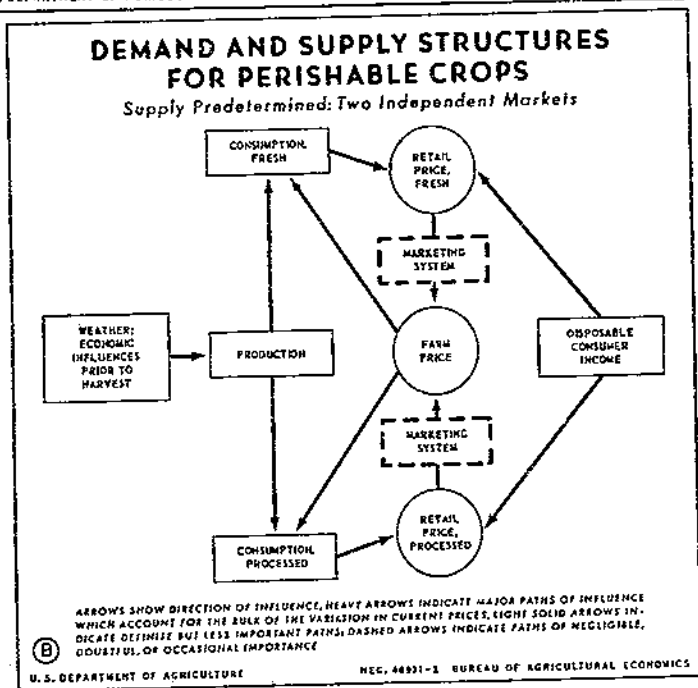 DEMAND AND SUPPLY STRUCTURES
FOR PERISHABLE CROPS
Supply Predetermined: Two Independent Markets
CONSUMPTION,
FRESH
RETAIL
PRICE,
FRESH
MARKETING
SYSTEM
WEATHER;
ECONOMIC
INFLUENCES
PRIOR TO
HARVEST
PRODUCTION
FARM
PRICE
DISPOSABLE
CONSUMER
INCOME
MARKETING
SYSTEM
CONSUMPTION,
PROCESSED
RETAIL
PRICE,
PROCESSED
ARROWS SHOW DIRECTION OF INFLUENCE, HEAVY ARROWS INDICATE MAJOR PATHS OF INFLUENCE
WHICH ACCOUNT FOR THE BULK OF THE VARIATION IN CURRENT PRICES, LIGHT SOLID ARROWS IN-
DICATE DEFINITE BUT LESS IMPORTANT PATHS; DASHED ARROWS INDICATE PATHS OF NEGLIGIBLE,
DOUBTFUL, OR OCCASIONAL IMPORTANCE
B
U. S. DEPARTMENT OF AGRICULTURE NEG. BUREAU OF AGRICULTURAL ECONOMICS